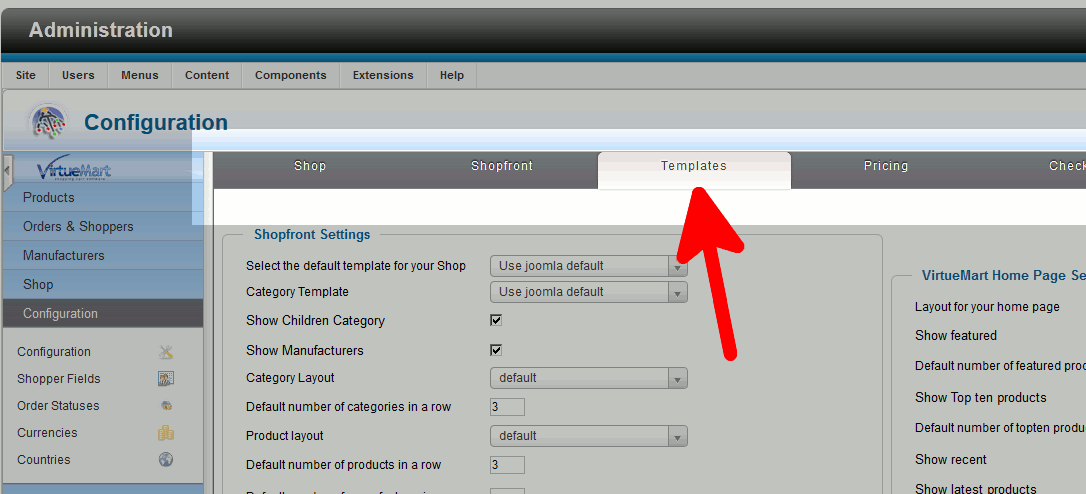 Administration
Site Users Menus Content Components Extensions Help
Configuration
VirtueMart
Shop Shopfront Templates Pricing Check
Products
Orders & Shoppers
Manufacturers
Shop
Configuration
Configuration
Shopper Fields
Order Statuses
Currencies
Countries
Shopfront Settings
Select the default template for your Shop Use joomla default
Category Template Use joomla default
Show Children Category
Show Manufacturers
Category Layout default
Default number of categories in a row 3
Product layout default
Default number of products in a row 3
VirtueMart Home Page Se
Layout for your home page
Show featured
Default number of featured proc
Show Top ten products
Default number of topten produ
Show recent
Show latest products